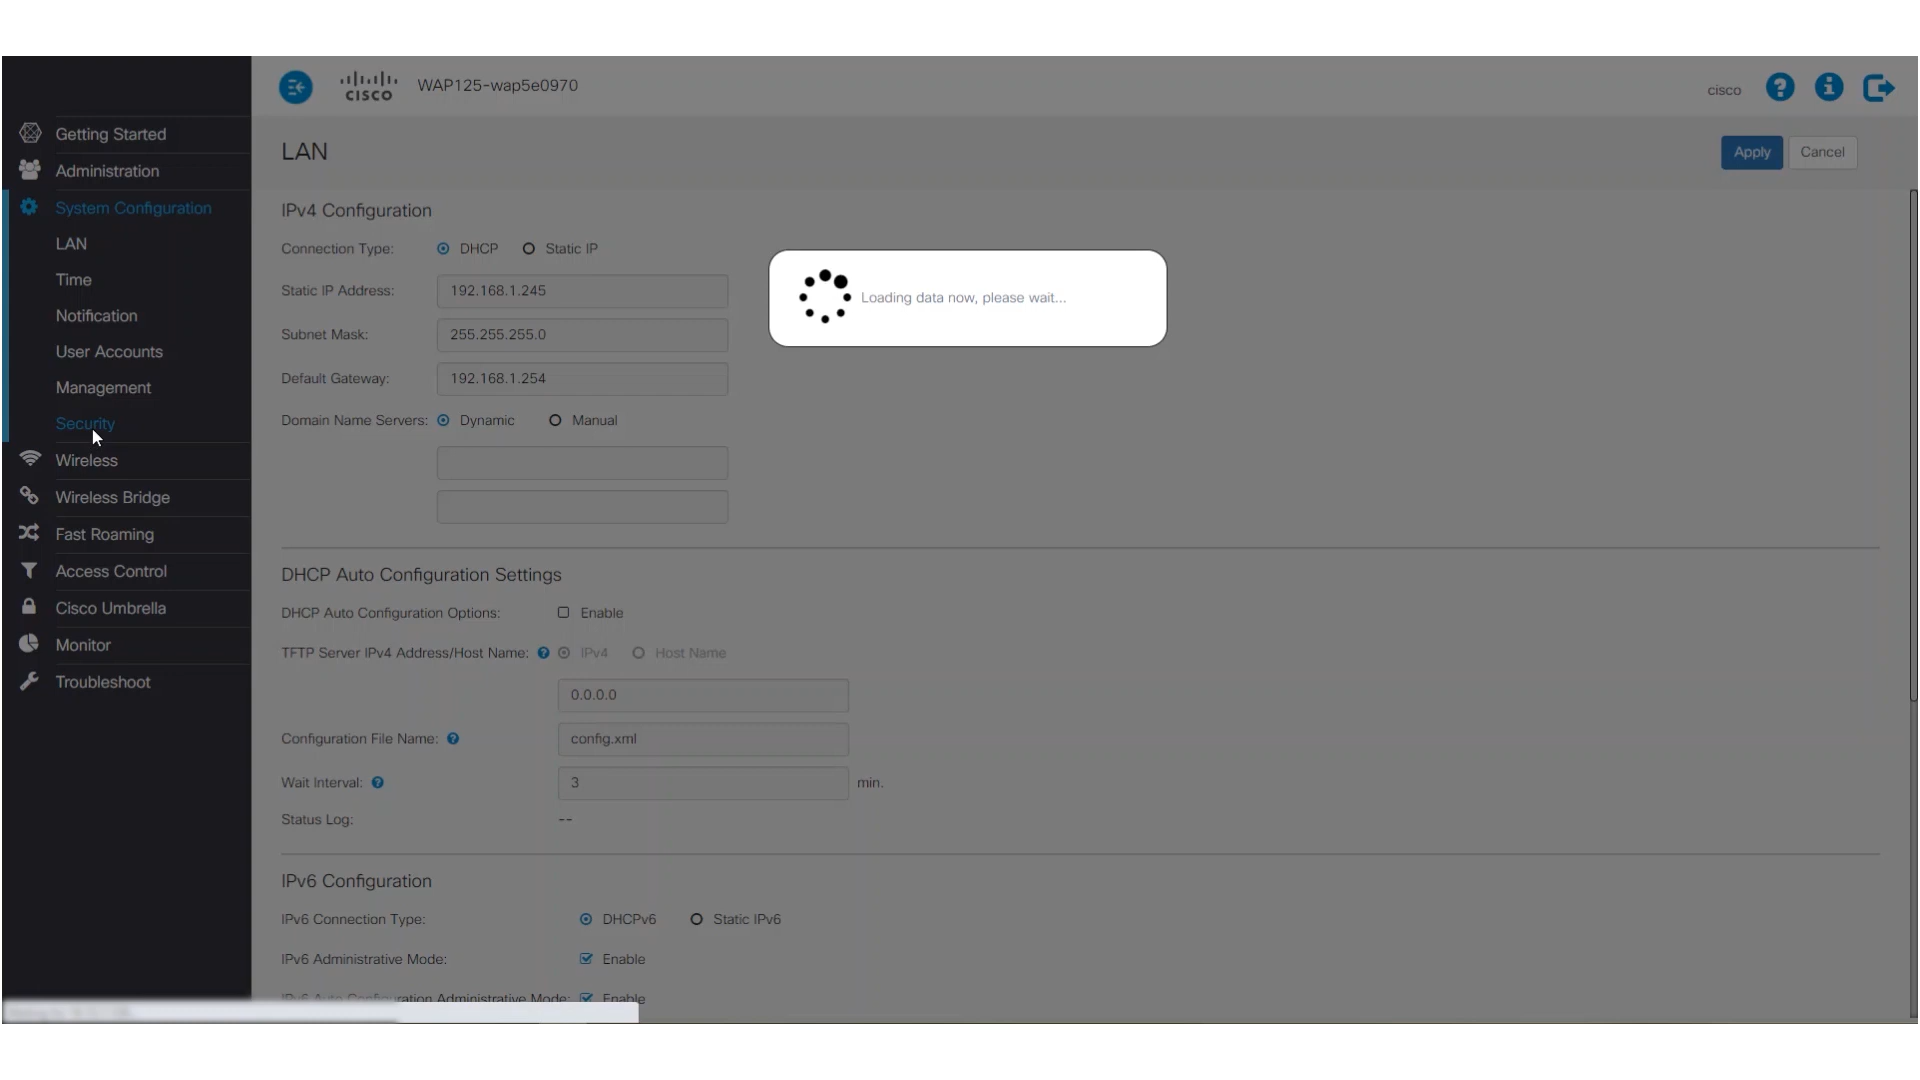 CISCO
WAP125-wap5e0970
cisco
Getting Started
Administration
System Configuration
LAN
Time
Notification
User Accounts
Management
Security
Wireless
Wireless Bridge
Fast Roaming
Access Control
Cisco Umbrella
Monitor
Troubleshoot
LAN
Apply Cancel
IPv4 Configuration
Connection Type: DHCP Static IP
Static IP Address: 192.168.1.245
Subnet Mask: 255.255.255.0
Default Gateway: 192.168.1.254
Domain Name Servers: Dynamic Manual
Loading data now, please wait...
DHCP Auto Configuration Settings
DHCP Auto Configuration Options: Enable
TFTP Server IPv4 Address/Host Name: IPv4 Host Name
0.0.0.0
Configuration File Name: config.xml
Wait Interval: 3 min.
Status Log: --
IPv6 Configuration
IPv6 Connection Type: DHCPv6 Static IPv6
IPv6 Administrative Mode: Enable
IPv6 Auto Configuration Administrative Mode: Enable